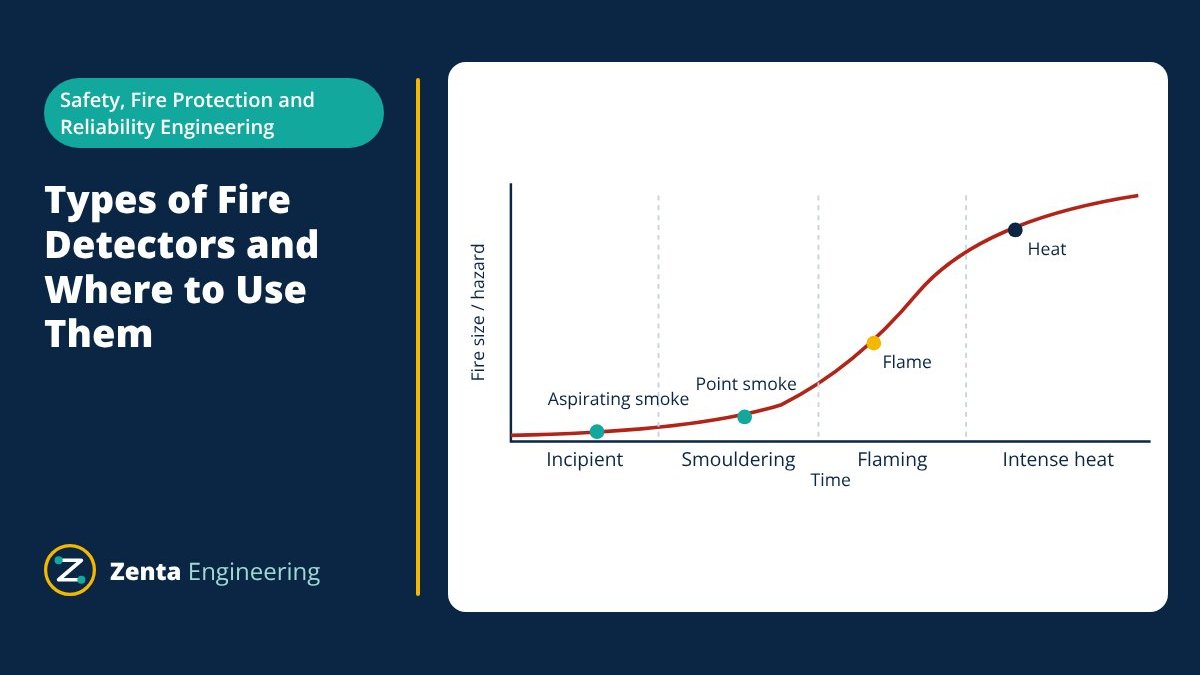 Safety, Fire Protection and
Reliability Engineering
Types of Fire
Detectors and
Where to Use
Them
Zenta Engineering
Fire size / hazard
Aspirating smoke
Point smoke
Flame
Heat
Incipient
Smouldering
Flaming
Intense heat
Time